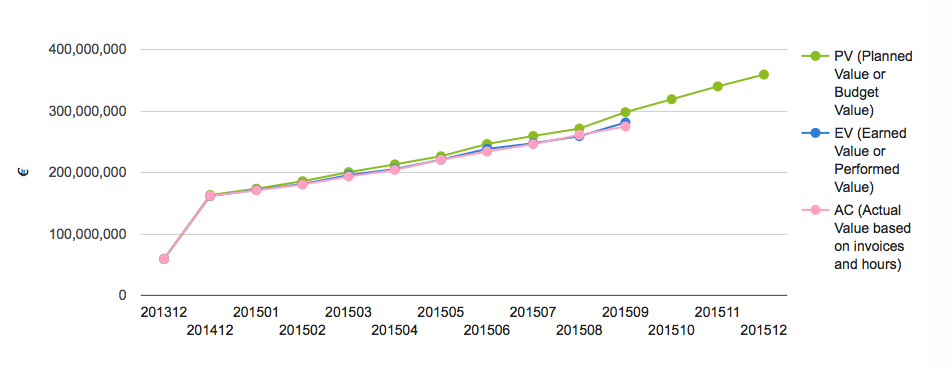 400,000,000
300,000,000
200,000,000
100,000,000
0
€
201312
201412
201501
201502
201503
201504
201505
201506
201507
201508
201509
201510
201511
201512
PV (Planned
Value or
Budget
Value)
EV (Earned
Value or
Performed
Value)
AC (Actual
Value based
on invoices
and hours)